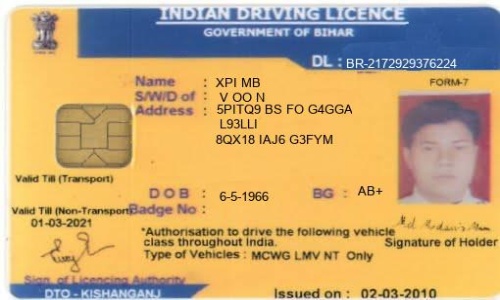 INDIAN DRIVING LICENCE
GOVERNMENT OF BIHAR
DL : BR-2172929376224
Name : XPI MB
FORM-7
S/W/D of : V OO N
Address : 5PITQ9 BS FO G4GGA
L93LLI
8QX18 IAJ6 G3FYM
Valid Till (Transport)
D O B : 6-5-1966 BG : AB+
Valid Till (Non-Transport)
Badge No :
01-03-2021
*Authorisation to drive the following vehicle
class throughout India.
Signature of Holder
Type of Vehicles : MCWG LMV NT Only
Sign. of Licencing Authority
DTO - KISHANGANJ
Issued on : 02-03-2010